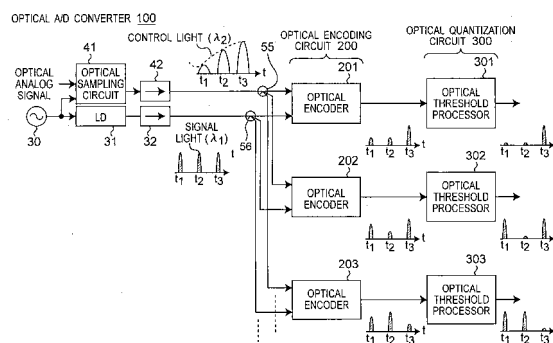 OPTICAL A/D CONVERTER 100
OPTICAL ENCODING
CIRCUIT 200
OPTICAL QUANTIZATION
CIRCUIT 300
41
CONTROL LIGHT (λ2)
55
42
201
301
OPTICAL
ANALOG
SIGNAL
OPTICAL
SAMPLING
CIRCUIT
t1 t2 t3 t
OPTICAL
ENCODER
OPTICAL
THRESHOLD
PROCESSOR
LD
30
31
32
56
SIGNAL
LIGHT (λ1)
t
t1 t2 t3
t1 t2 t3 t
t1 t2 t3
202
302
OPTICAL
ENCODER
OPTICAL
THRESHOLD
PROCESSOR
t1 t2 t3 t
t1 t2 t3
203
303
OPTICAL
ENCODER
OPTICAL
THRESHOLD
PROCESSOR
t1 t2 t3 t
t1 t2 t3